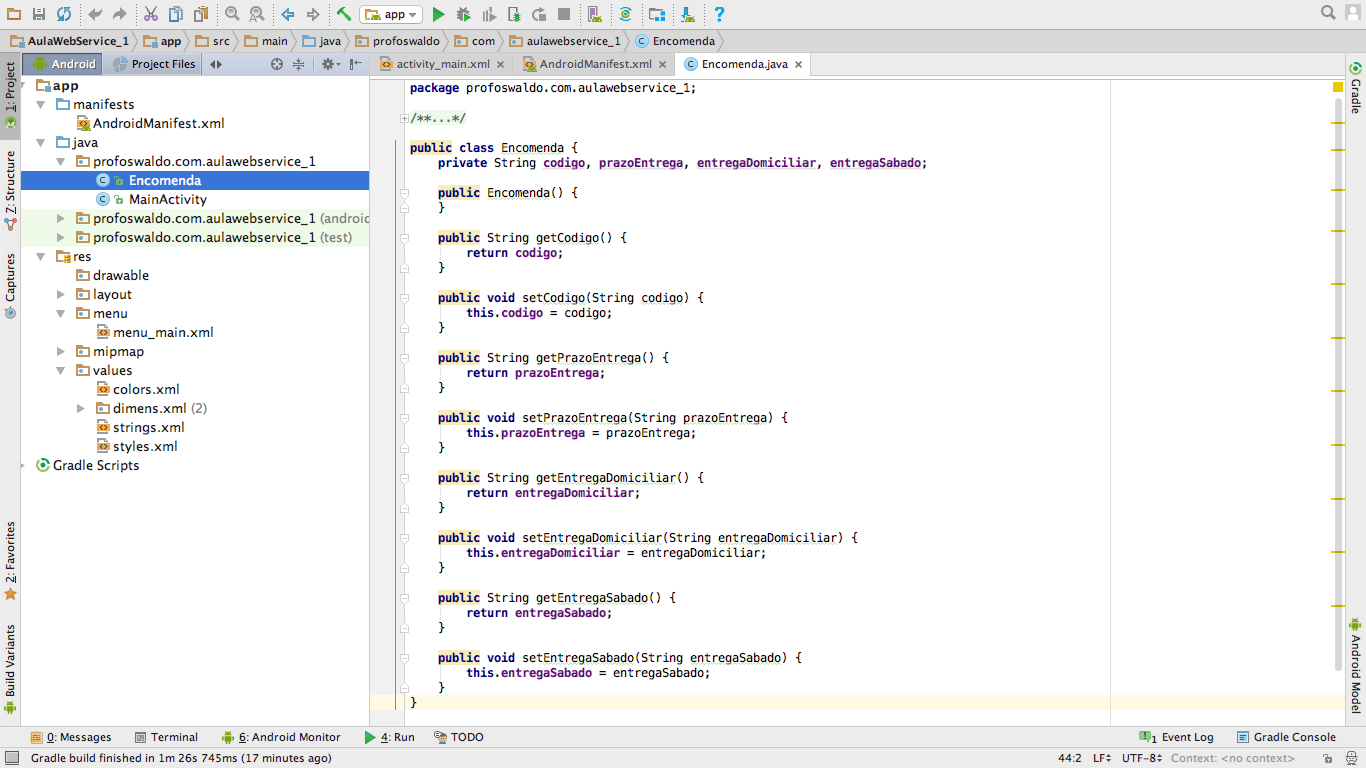 app
AulaWebService_1 app src main java profoswaldo com aulawebservice_1 Encomenda
Android Project Files
activity_main.xml AndroidManifest.xml Encomenda.java
1: Project
Z: Structure
Captures
2: Favorites
Build Variants
app
manifests
AndroidManifest.xml
java
profoswaldo.com.aulawebservice_1
Encomenda
MainActivity
profoswaldo.com.aulawebservice_1 (androic
profoswaldo.com.aulawebservice_1 (test)
res
drawable
layout
menu
menu_main.xml
mipmap
values
colors.xml
dimens.xml (2)
strings.xml
styles.xml
Gradle Scripts
package profoswaldo.com.aulawebservice_1;
/**...*/
public class Encomenda {
private String codigo, prazoEntrega, entregaDomiciliar, entregaSabado;
public Encomenda() {
}
public String getCodigo() {
return codigo;
}
public void setCodigo(String codigo) {
this.codigo = codigo;
}
public String getPrazoEntrega() {
return prazoEntrega;
}
public void setPrazoEntrega(String prazoEntrega) {
this.prazoEntrega = prazoEntrega;
}
public String getEntregaDomiciliar() {
return entregaDomiciliar;
}
public void setEntregaDomiciliar(String entregaDomiciliar) {
this.entregaDomiciliar = entregaDomiciliar;
}
public String getEntregaSabado() {
return entregaSabado;
}
public void setEntregaSabado(String entregaSabado) {
this.entregaSabado = entregaSabado;
}
}
Gradle
Android Model
0: Messages Terminal 6: Android Monitor 4: Run TODO 1 Event Log Gradle Console
Gradle build finished in 1m 26s 745ms (17 minutes ago) 44:2 LF UTF-8 Context: <no context>